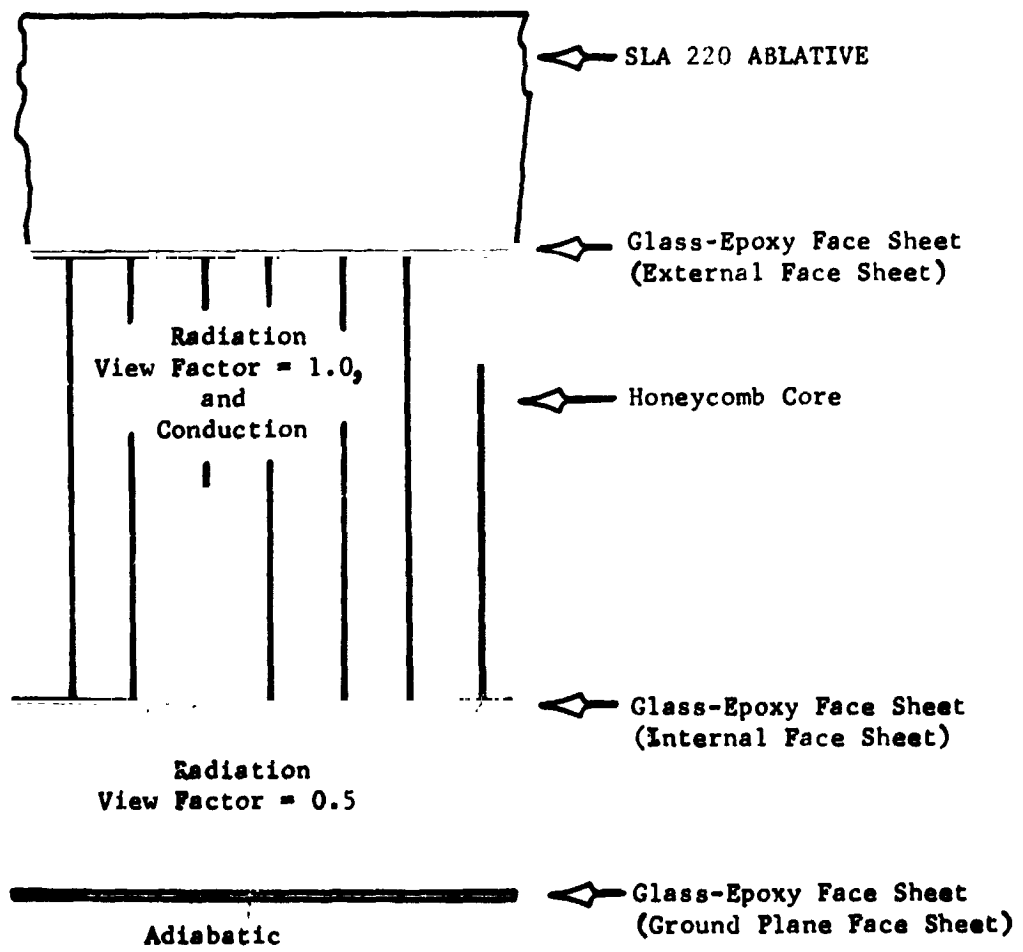 SLA 220 ABLATIVE
Glass-Epoxy Face Sheet
(External Face Sheet)
Radiation
View Factor = 1.0,
and
Conduction
Honeycomb Core
Glass-Epoxy Face Sheet
(Internal Face Sheet)
Radiation
View Factor = 0.5
Glass-Epoxy Face Sheet
(Ground Plane Face Sheet)
Adiabatic